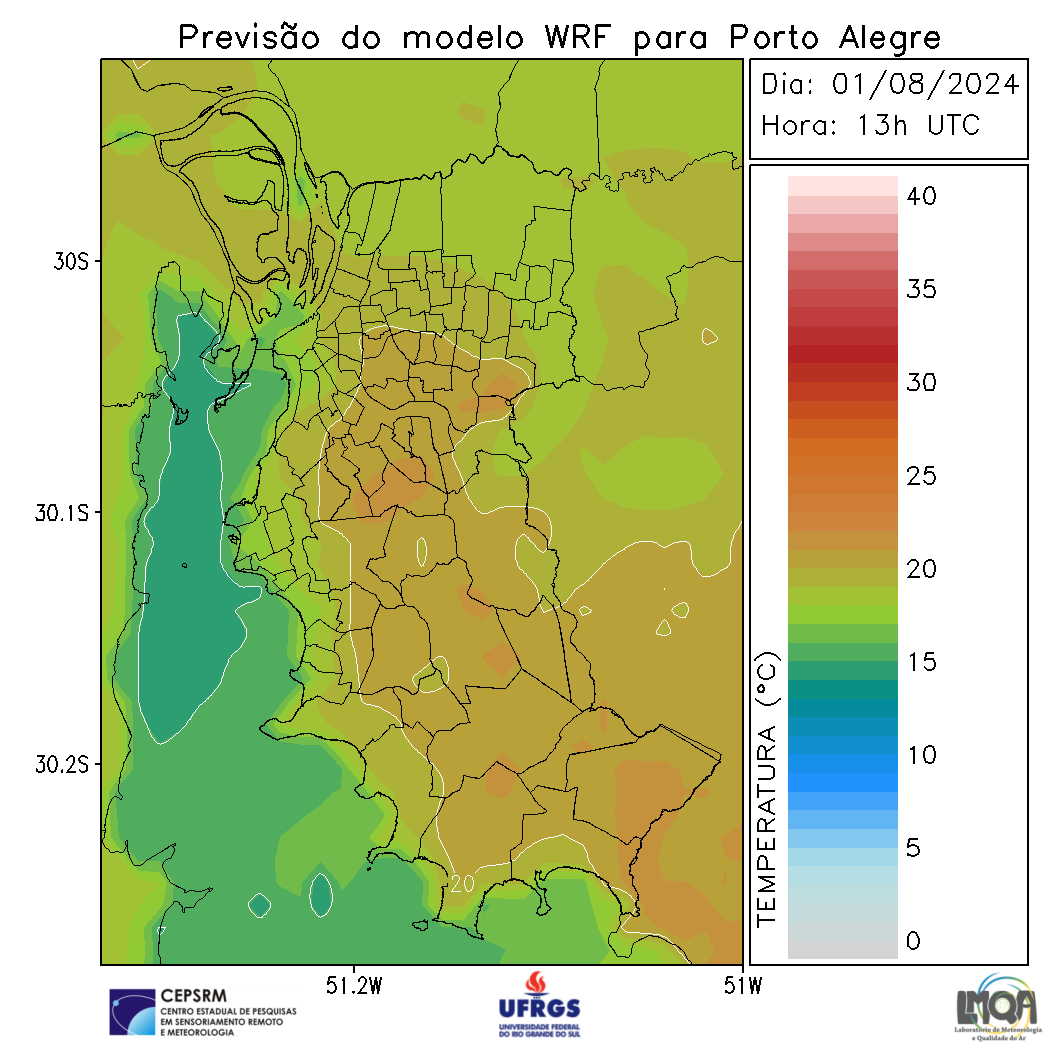 Previsão do modelo WRF para Porto Alegre
Dia: 01/08/2024
Hora: 13h UTC
40
35
30
25
20
15
10
5
0
TEMPERATURA (°C)
30S
30.1S
30.2S
20
51.2W
51W
CEPSRM
CENTRO ESTADUAL DE PESQUISAS
EM SENSORIAMENTO REMOTO
E METEOROLOGIA
UFRGS
UNIVERSIDADE FEDERAL
DO RIO GRANDE DO SUL
LMQA
Laboratório de Meteorologia
e Qualidade do Ar